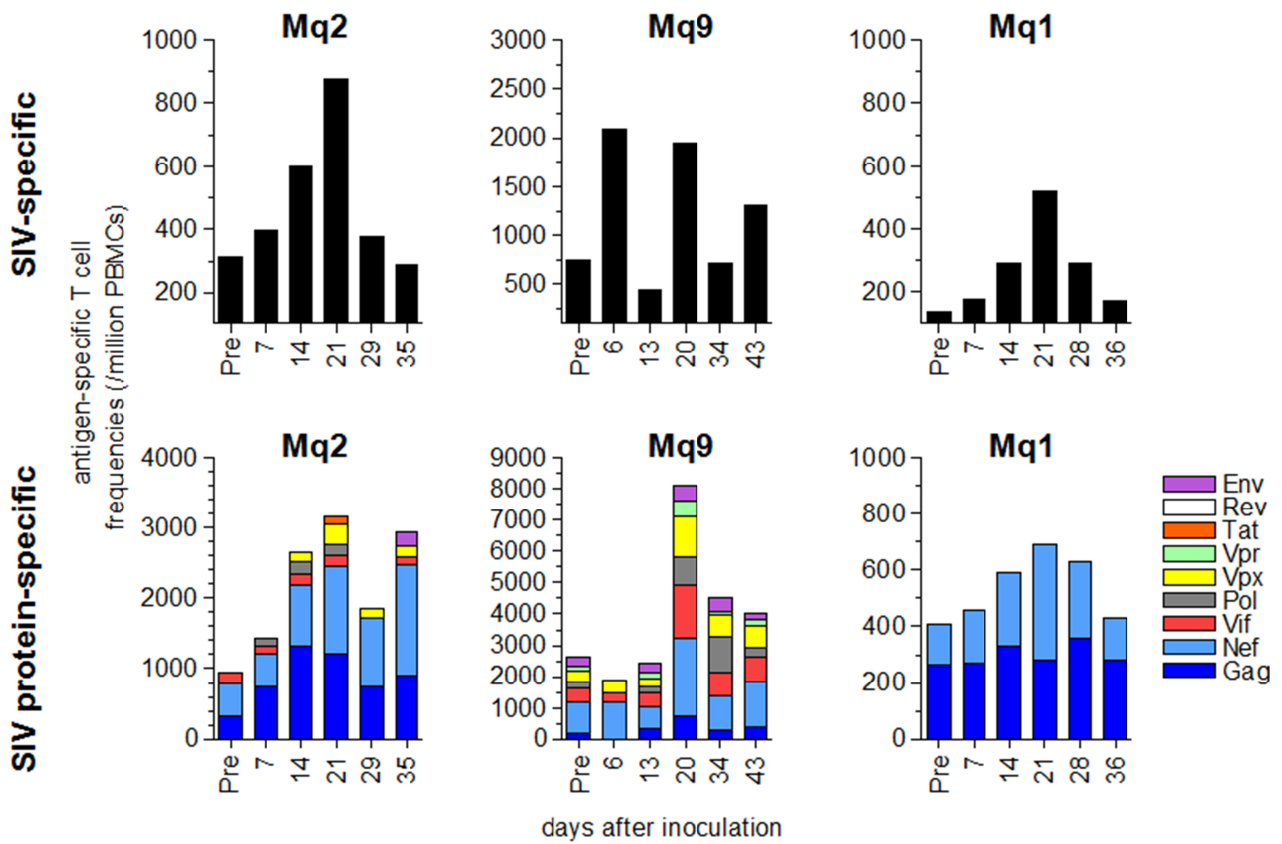 Mq2
Mq9
Mq1
SIV-specific
antigen-specific T cell
frequencies (/million PBMCs)
1000
800
600
400
200
Pre
7
14
21
29
35
3000
2500
2000
1500
1000
500
Pre
6
13
20
34
43
1000
800
600
400
200
Pre
7
14
21
28
36
Mq2
Mq9
Mq1
SIV protein-specific
4000
3000
2000
1000
0
Pre
7
14
21
29
35
9000
8000
7000
6000
5000
4000
3000
2000
1000
0
Pre
6
13
20
34
43
1000
800
600
400
200
0
Pre
7
14
21
28
36
Env
Rev
Tat
Vpr
Vpx
Pol
Vif
Nef
Gag
days after inoculation